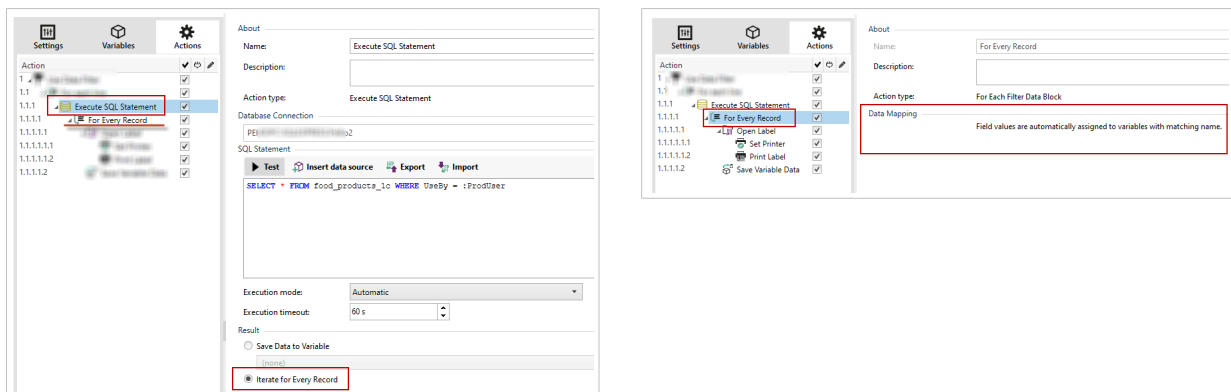 Settings Variables Actions
Action
1
1.1
1.1.1 Execute SQL Statement
1.1.1.1 For Every Record
1.1.1.1.1
1.1.1.1.1.1
1.1.1.1.1.2
1.1.1.1.2
About
Name: Execute SQL Statement
Description:
Action type: Execute SQL Statement
Database Connection
SQL Statement
Test Insert data source Export Import
SELECT * FROM food_products_1c WHERE UseBy = :ProdUser
Execution mode: Automatic
Execution timeout: 60 s
Result
Save Data to Variable
(none)
Iterate for Every Record
Settings Variables Actions
Action
1
1.1
1.1.1 Execute SQL Statement
1.1.1.1 For Every Record
1.1.1.1.1 Open Label
1.1.1.1.1.1 Set Printer
1.1.1.1.1.2 Print Label
1.1.1.1.2 Save Variable Data
About
Name: For Every Record
Description:
Action type: For Each Filter Data Block
Data Mapping
Field values are automatically assigned to variables with matching name.